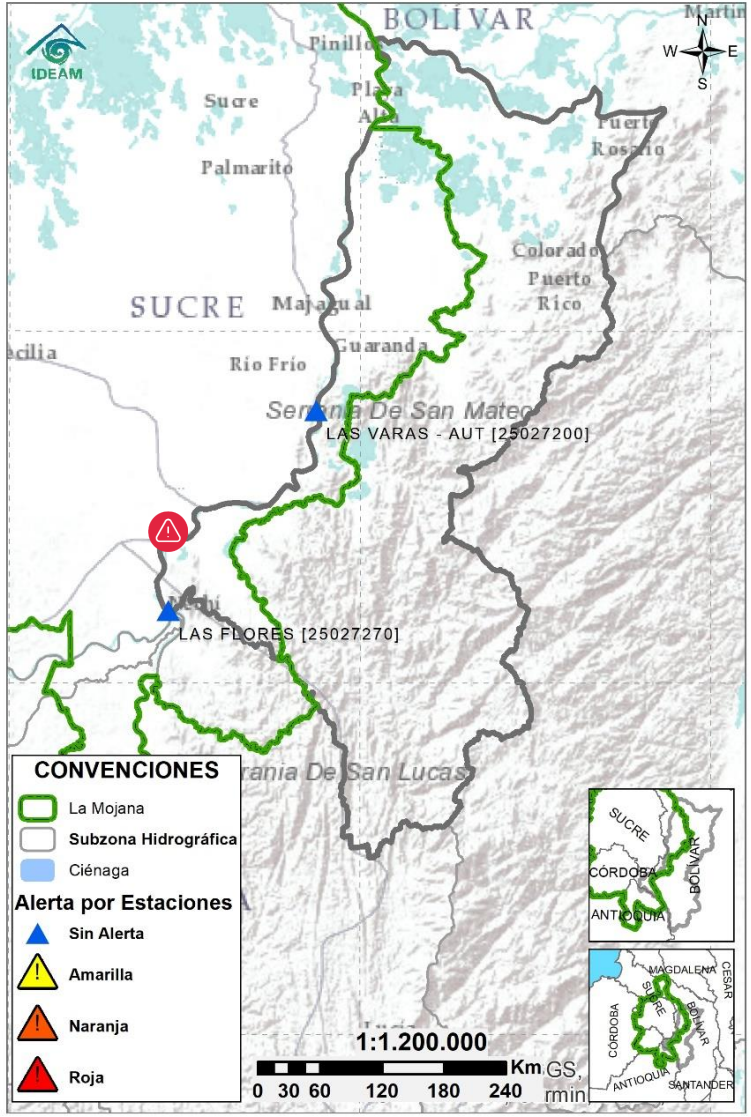 BOLÍVAR
Martin
N
W E
S
IDEAM
Pinillos
Playa
Alta
Sucre
Puerto
Rosario
Palmarito
Colorado
Puerto
Rico
SUCRE
Majagual
Guaranda
ecilia
Río Frío
Serranía De San Mateo
LAS VARAS - AUT [25027200]
LAS FLORES [25027270]
rania De San Lucas
CONVENCIONES
La Mojana
Subzona Hidrográfica
Ciénaga
Alerta por Estaciones
Sin Alerta
Amarilla
Naranja
Roja
SUCRE
CÓRDOBA
BOLÍVAR
ANTIOQUIA
MAGDALENA
CESAR
SUCRE
BOLÍVAR
CÓRDOBA
ANTIOQUIA
SANTANDER
1:1.200.000
Km
0 30 60 120 180 240
GS,
rmin